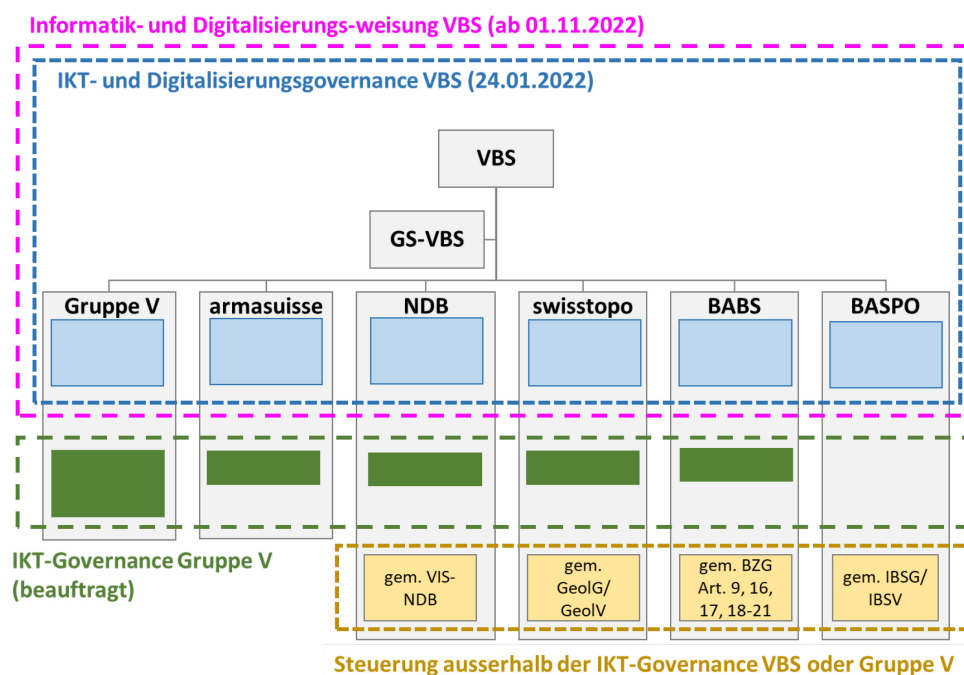 Informatik- und Digitalisierungs-weisung VBS (ab 01.11.2022)
IKT- und Digitalisierungsgovernance VBS (24.01.2022)
VBS
GS-VBS
Gruppe V
armasuisse
NDB
swisstopo
BABS
BASPO
IKT-Governance Gruppe V
(beauftragt)
gem. VIS-
NDB
gem.
GeolG/
GeolV
gem. BZG
Art. 9, 16,
17, 18-21
gem. IBSG/
IBSV
Steuerung ausserhalb der IKT-Governance VBS oder Gruppe V